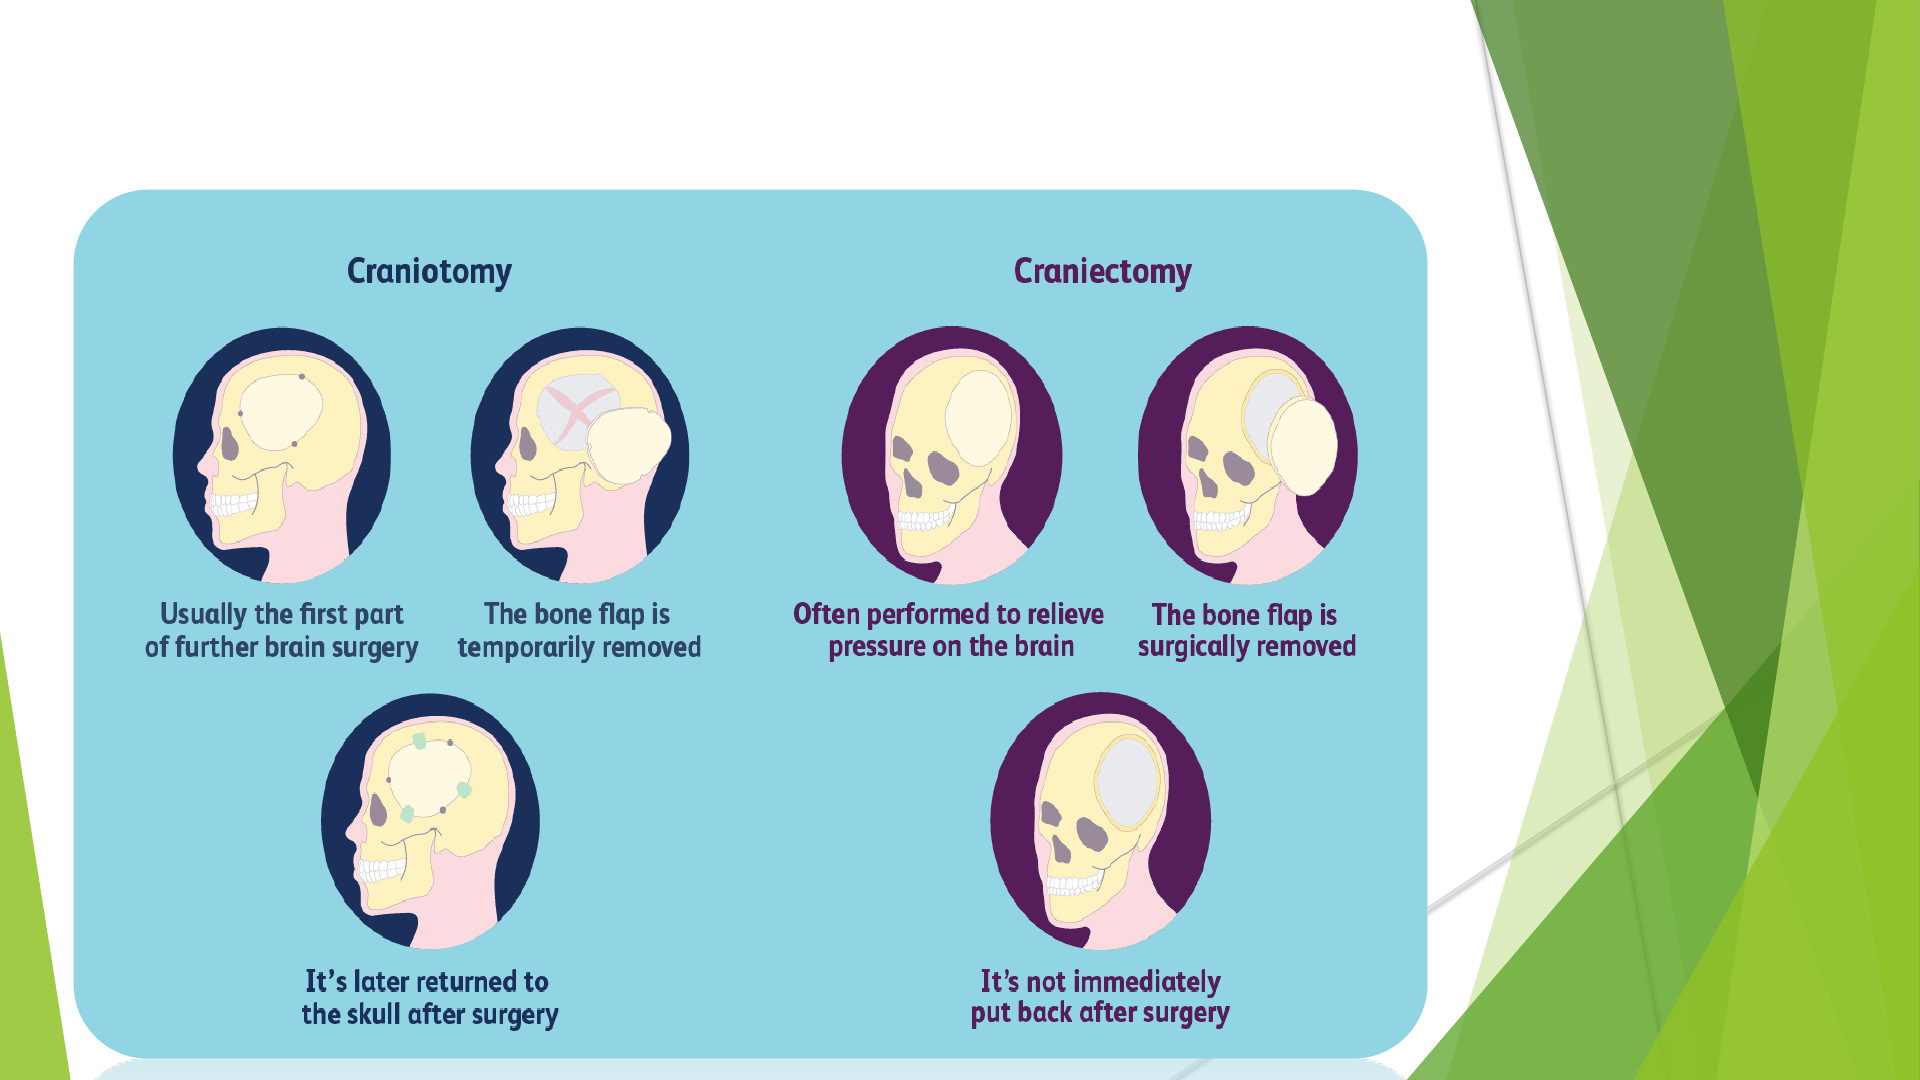 Craniotomy
Usually the first part
of further brain surgery
The bone flap is
temporarily removed
It's later returned to
the skull after surgery
Craniectomy
Often performed to relieve
pressure on the brain
The bone flap is
surgically removed
It's not immediately
put back after surgery